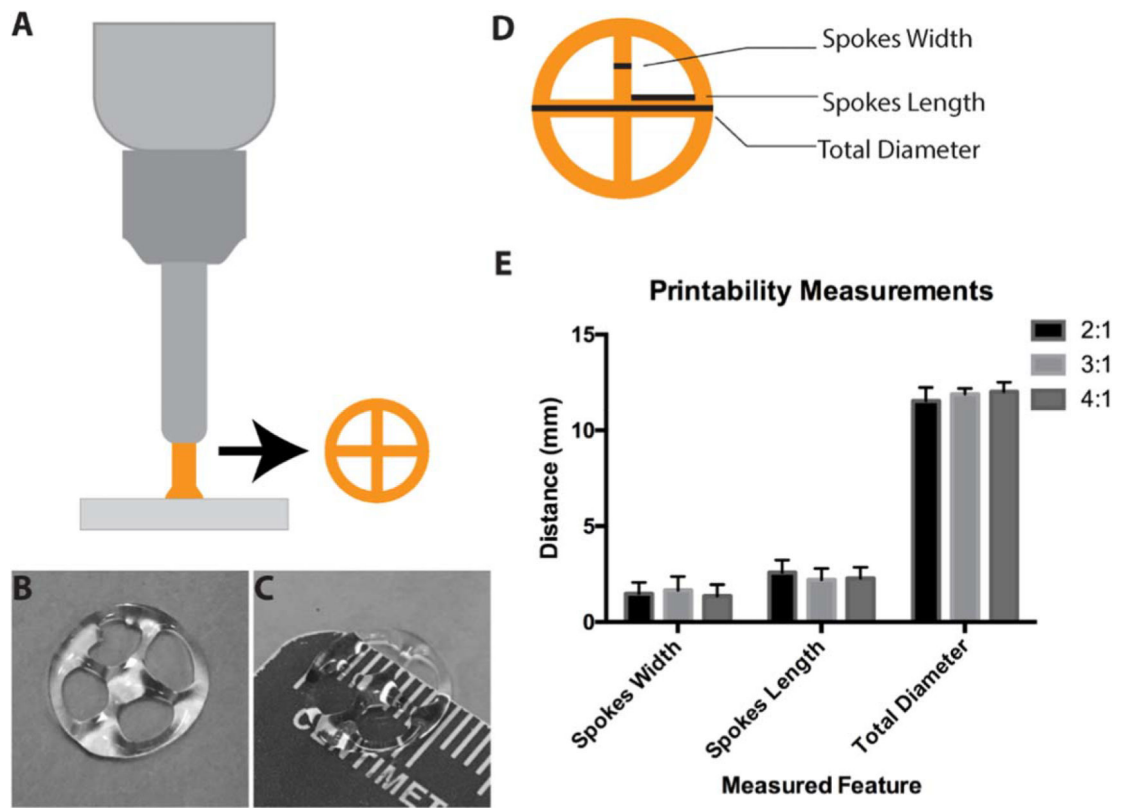 A
D
Spokes Width
Spokes Length
Total Diameter
E
Printability Measurements
15
10
5
0
Distance (mm)
2:1
3:1
4:1
Spokes Width
Spokes Length
Total Diameter
Measured Feature
B
C
CENTIMET